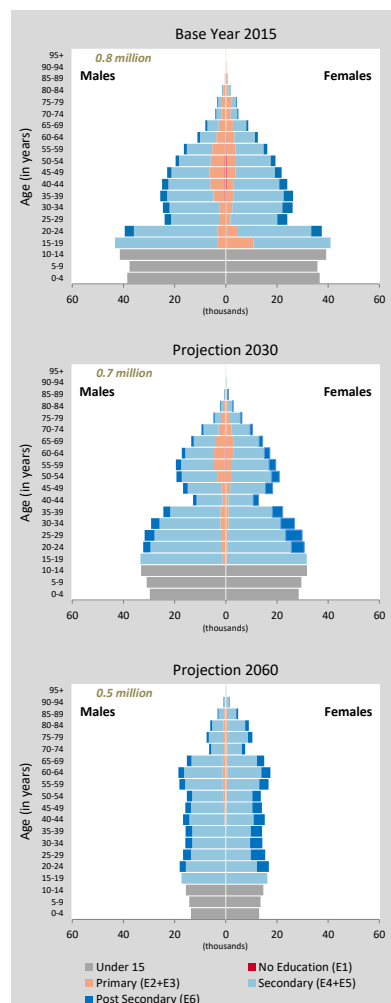 Base Year 2015
0.8 million
Males
Females
Age (in years)
95+
90-94
85-89
80-84
75-79
70-74
65-69
60-64
55-59
50-54
45-49
40-44
35-39
30-34
25-29
20-24
15-19
10-14
5-9
0-4
60 40 20 0 20 40 60
(thousands)
Projection 2030
0.7 million
Males
Females
Age (in years)
95+
90-94
85-89
80-84
75-79
70-74
65-69
60-64
55-59
50-54
45-49
40-44
35-39
30-34
25-29
20-24
15-19
10-14
5-9
0-4
60 40 20 0 20 40 60
(thousands)
Projection 2060
0.5 million
Males
Females
Age (in years)
95+
90-94
85-89
80-84
75-79
70-74
65-69
60-64
55-59
50-54
45-49
40-44
35-39
30-34
25-29
20-24
15-19
10-14
5-9
0-4
60 40 20 0 20 40 60
(thousands)
Under 15
No Education (E1)
Primary (E2+E3)
Secondary (E4+E5)
Post Secondary (E6)